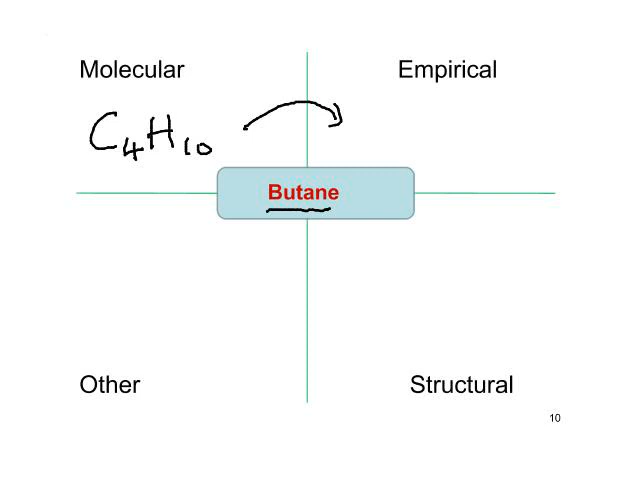 Molecular
Empirical
C₄H₁₀
Butane
Other
Structural
10